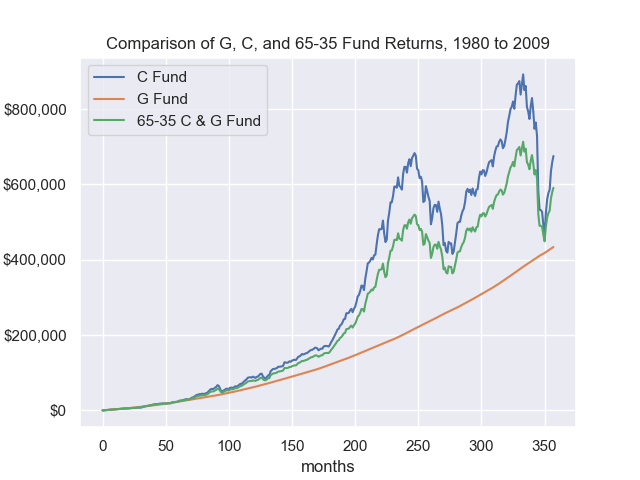 Comparison of G, C, and 65-35 Fund Returns, 1980 to 2009
C Fund
G Fund
65-35 C & G Fund
$800,000
$600,000
$400,000
$200,000
$0
0 50 100 150 200 250 300 350
months